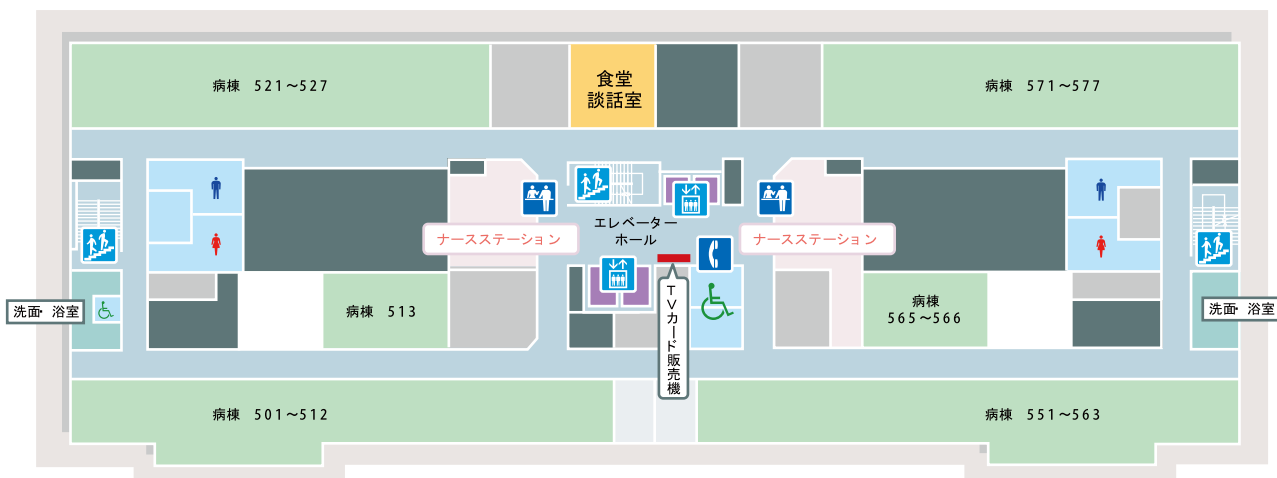 病棟 521～527
食堂
談話室
病棟 571～577
エレベーター
ホール
ナースステーション
ナースステーション
洗面・浴室
病棟 513
TVカード販売機
病棟
565～566
洗面・浴室
病棟 501～512
病棟 551～563